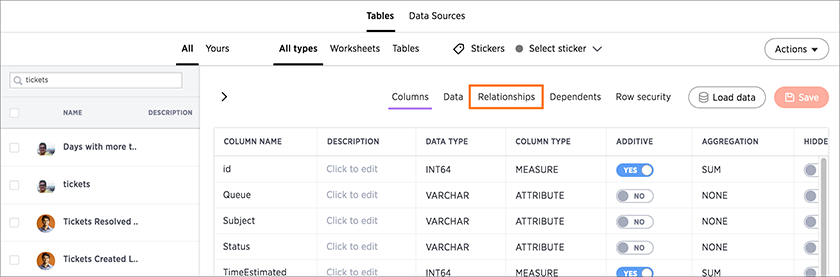 Tables Data Sources
All Yours All types Worksheets Tables Stickers Select sticker Actions
tickets
Columns Data Relationships Dependents Row security Load data Save
NAME DESCRIPTION
COLUMN NAME DESCRIPTION DATA TYPE COLUMN TYPE ADDITIVE AGGREGATION HIDDE
Days with more t..
id Click to edit INT64 MEASURE YES SUM
tickets
Queue Click to edit VARCHAR ATTRIBUTE NO NONE
Tickets Resolved ..
Subject Click to edit VARCHAR ATTRIBUTE NO NONE
Status Click to edit VARCHAR ATTRIBUTE NO NONE
Tickets Created L..
TimeEstimated Click to edit INT64 MEASURE YES SUM